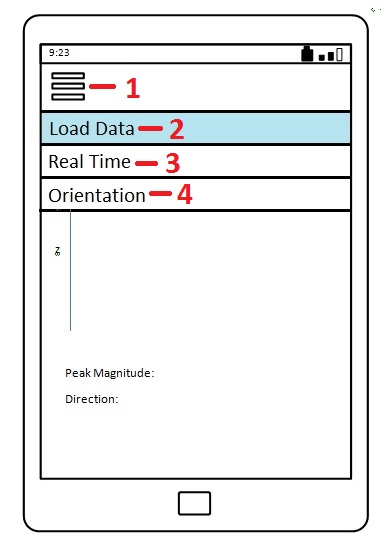 9:23
1
Load Data 2
Real Time 3
Orientation 4
Peak Magnitude:
Direction: